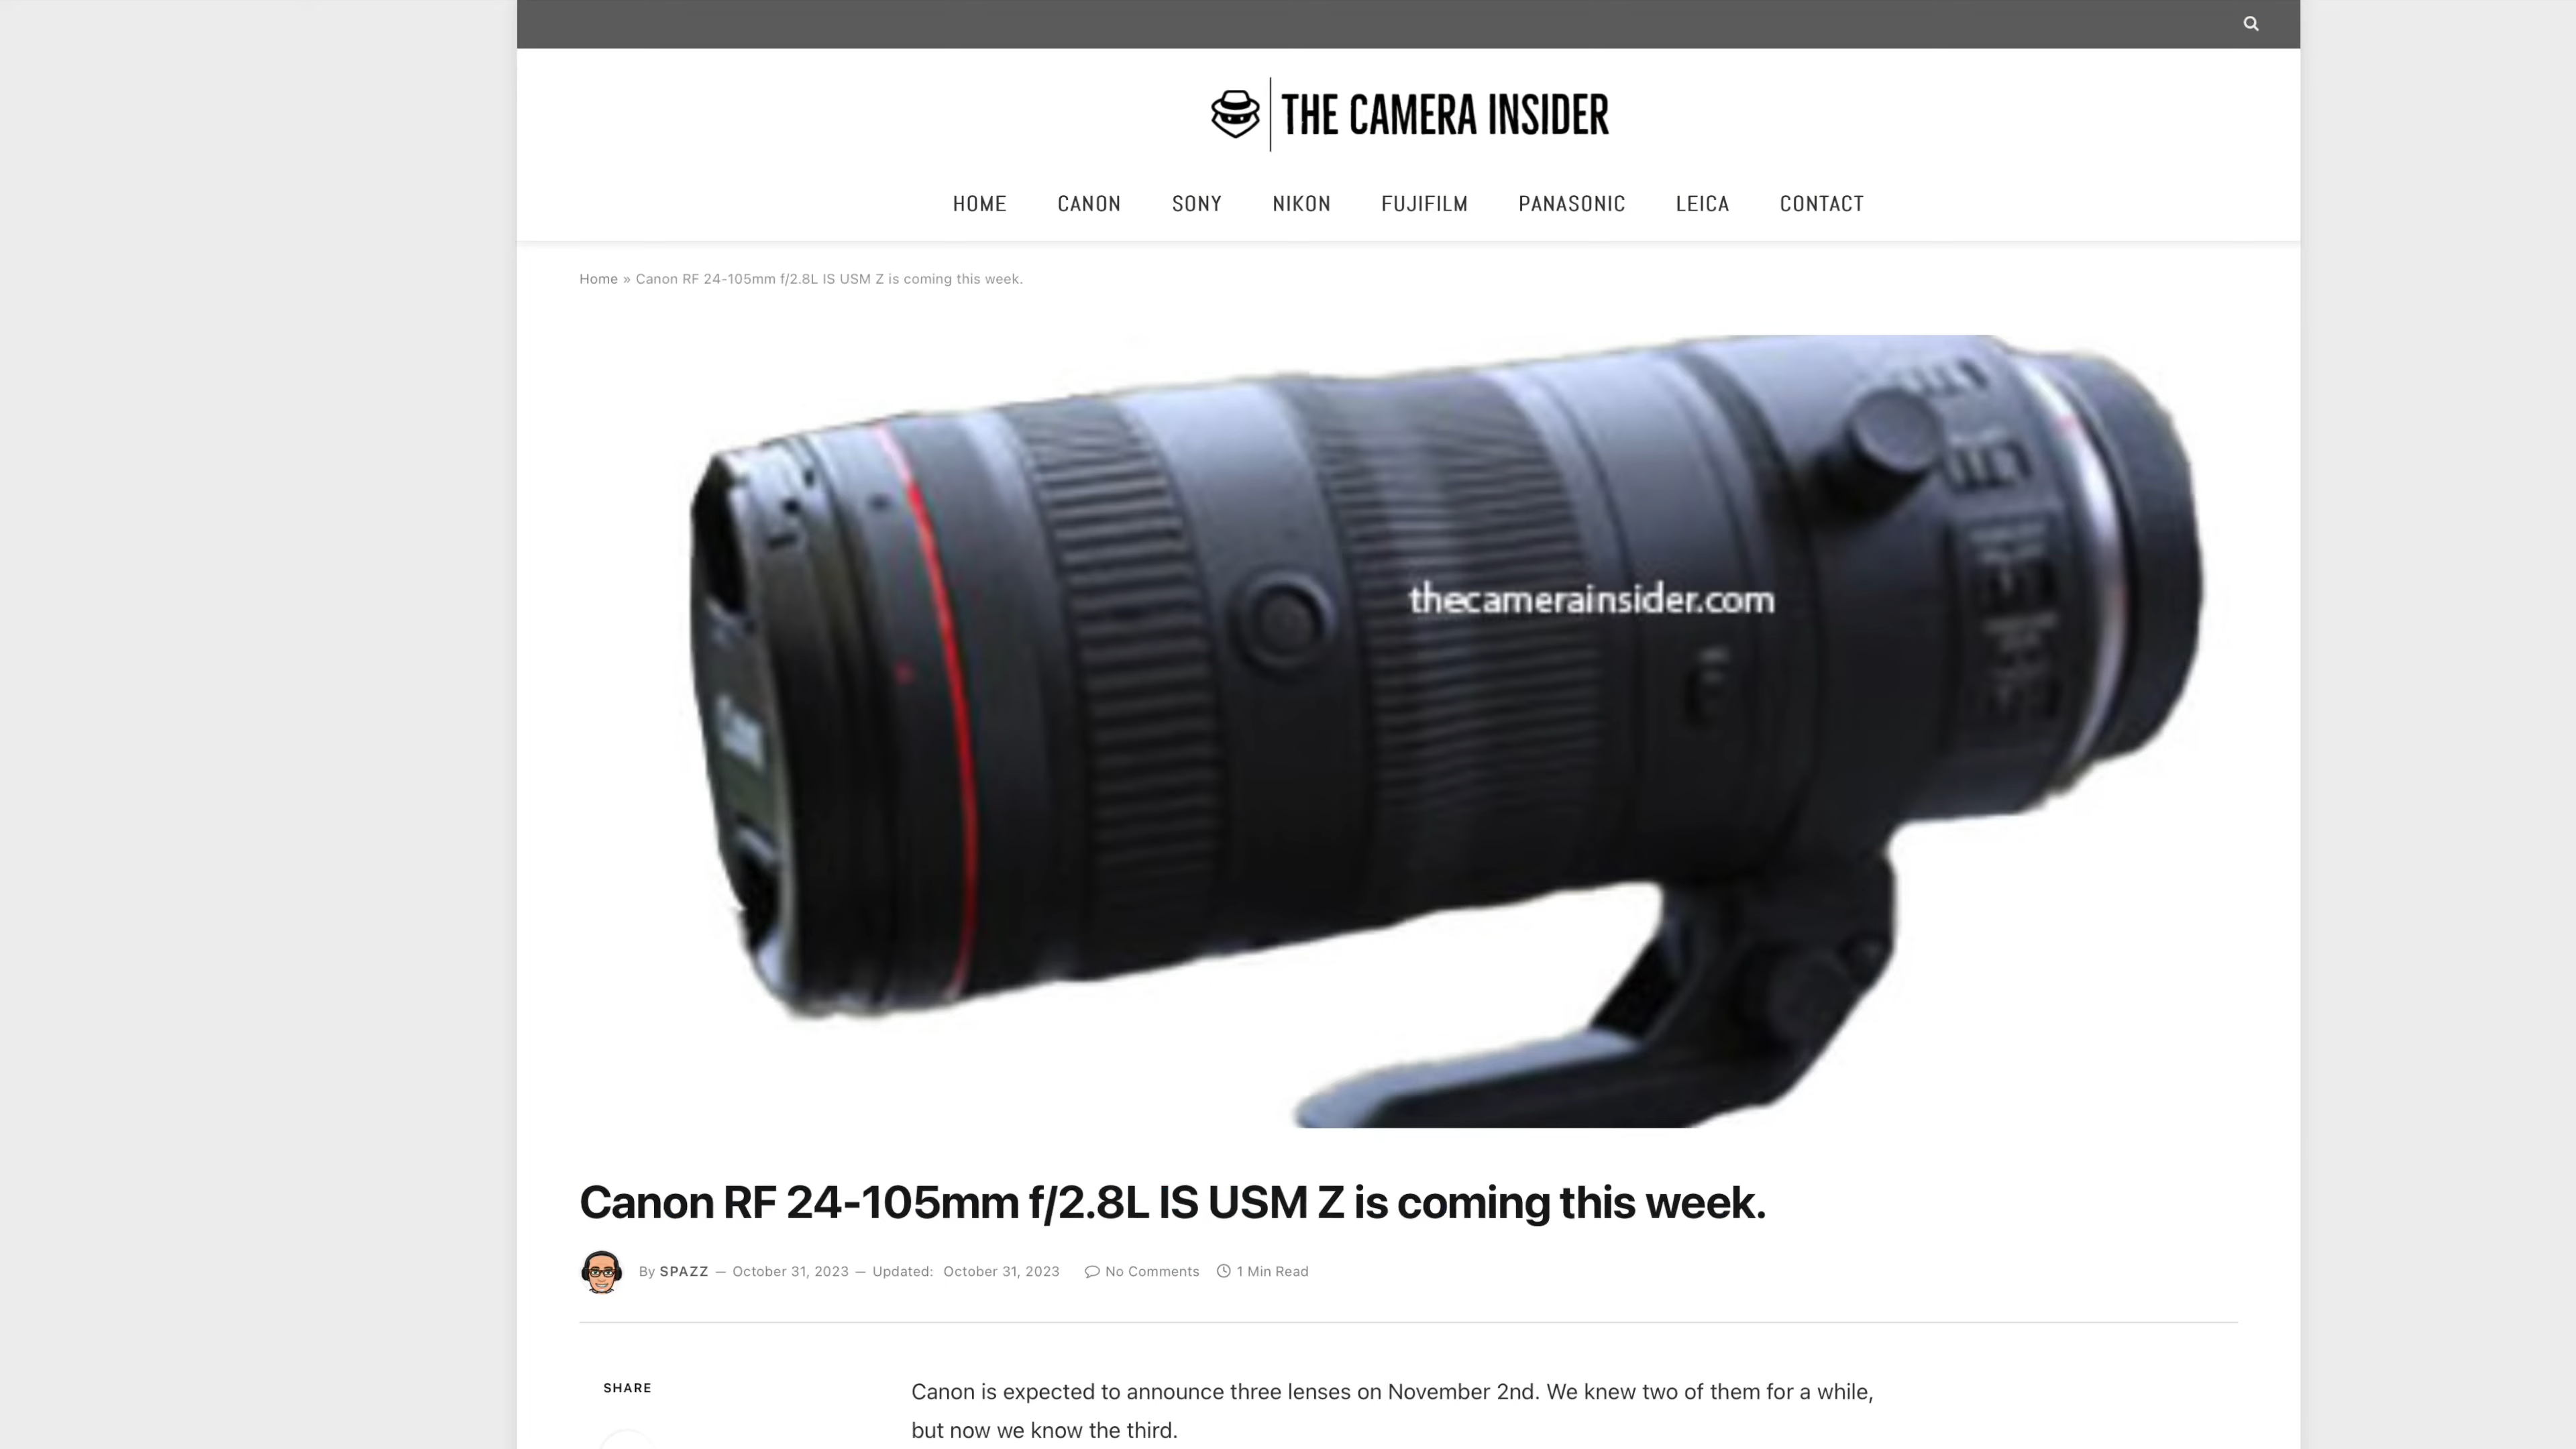 THE CAMERA INSIDER
HOME CANON SONY NIKON FUJIFILM PANASONIC LEICA CONTACT
Home » Canon RF 24-105mm f/2.8L IS USM Z is coming this week.
thecamerainsider.com
Canon RF 24-105mm f/2.8L IS USM Z is coming this week.
By SPAZZ — October 31, 2023 — Updated: October 31, 2023 No Comments 1 Min Read
SHARE
Canon is expected to announce three lenses on November 2nd. We knew two of them for a while,
but now we know the third.